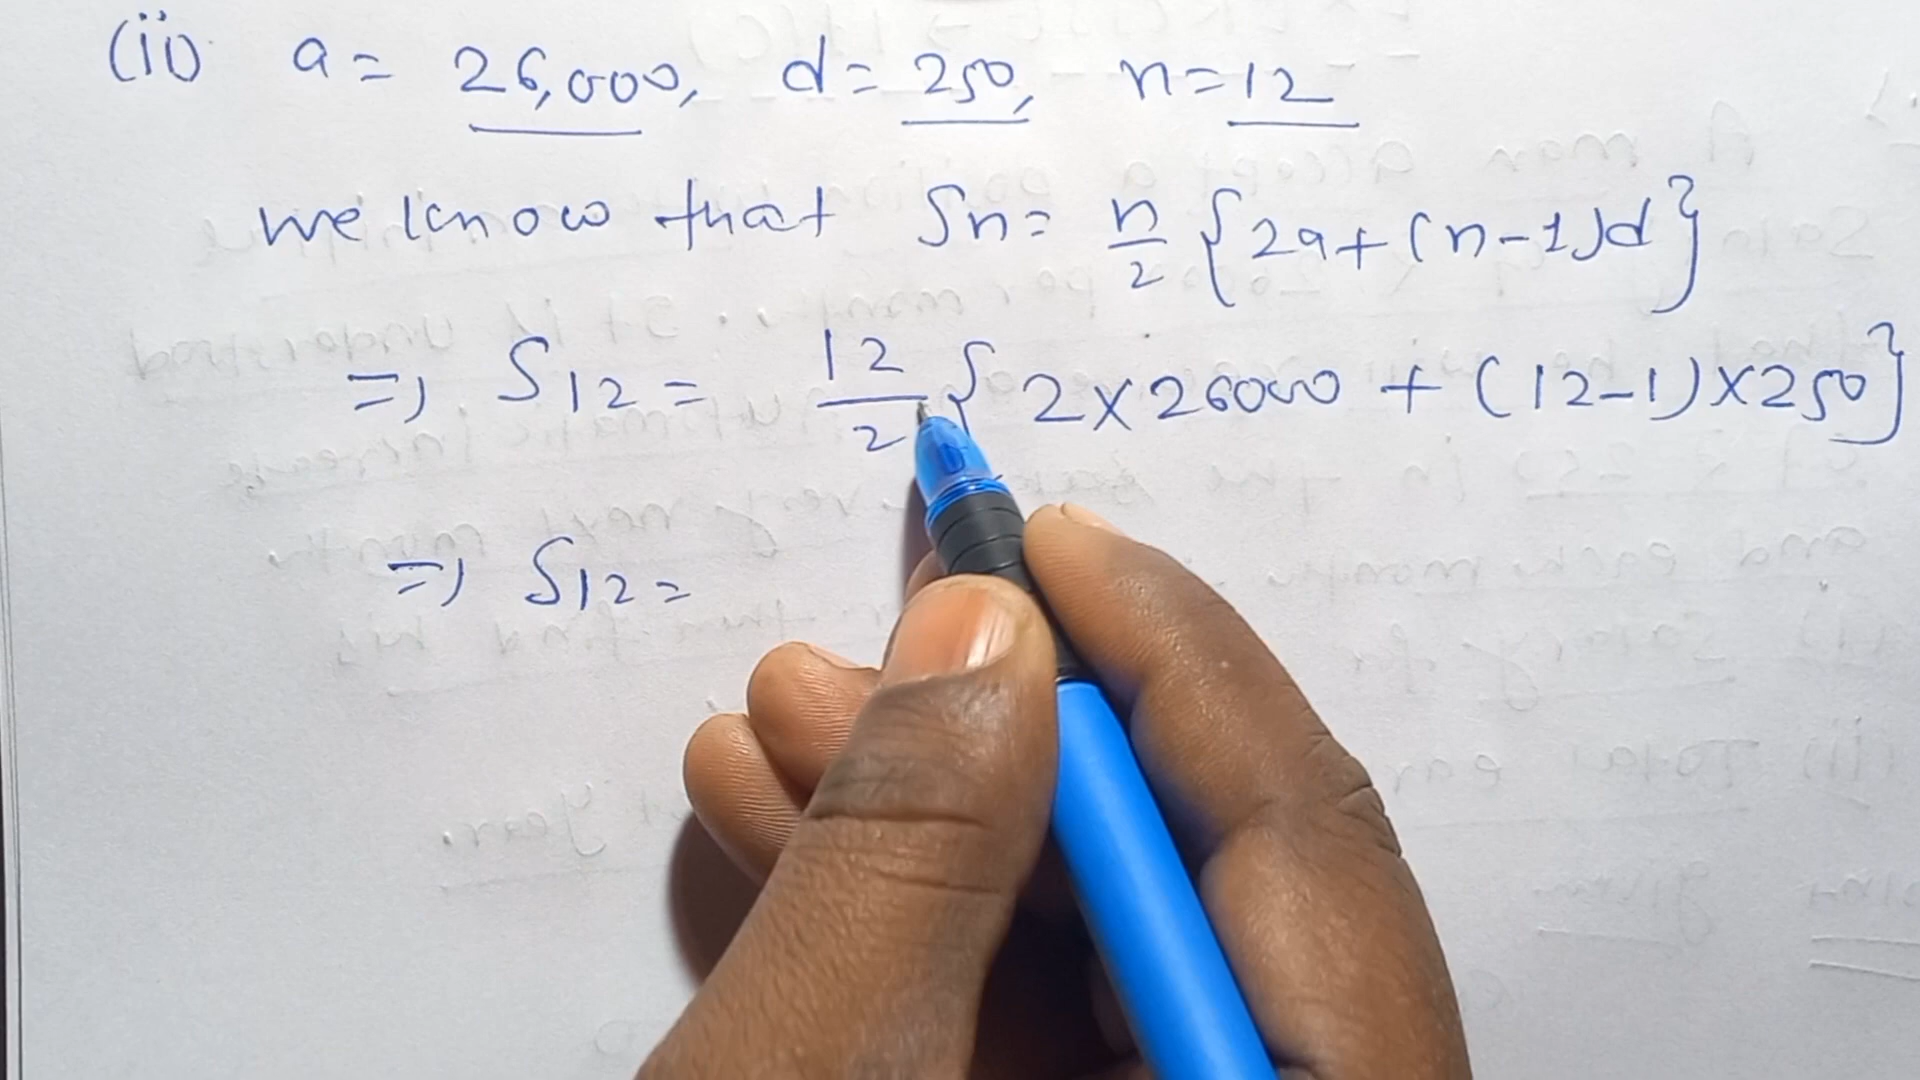 (ii) a = 26,000, d = 250, n = 12
we know that Sn = n/2 {2a + (n-1)d}
=> S12 = 12/2 { 2 × 26000 + (12-1) × 250}
=> S12 =